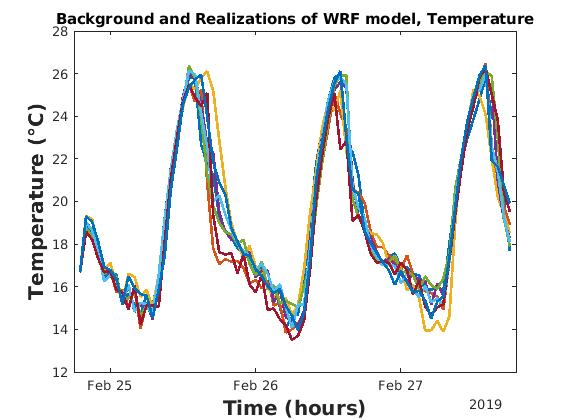 Background and Realizations of WRF model, Temperature
28
26
24
22
20
18
16
14
12
Temperature (°C)
Feb 25 Feb 26 Feb 27
Time (hours)
2019